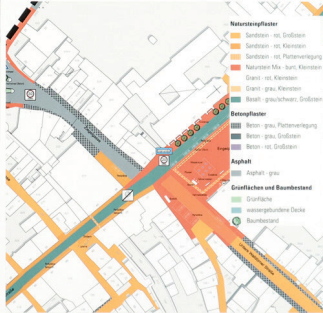 Natursteinpflaster
Sandstein - rot, Großstein
Sandstein - rot, Kleinstein
Sandstein - rot, Plattenverlegung
Naturstein Mix - bunt, Kleinstein
Granit - rot, Kleinstein
Granit - grau, Kleinstein
Basalt - grau/schwarz, Großstein
Betonpflaster
Beton - grau, Plattenverlegung
Beton - grau, Großstein
Beton - rot, Großstein
Asphalt
Asphalt - grau
Grünflächen und Baumbestand
Grünfläche
wassergebundene Decke
Baumbestand